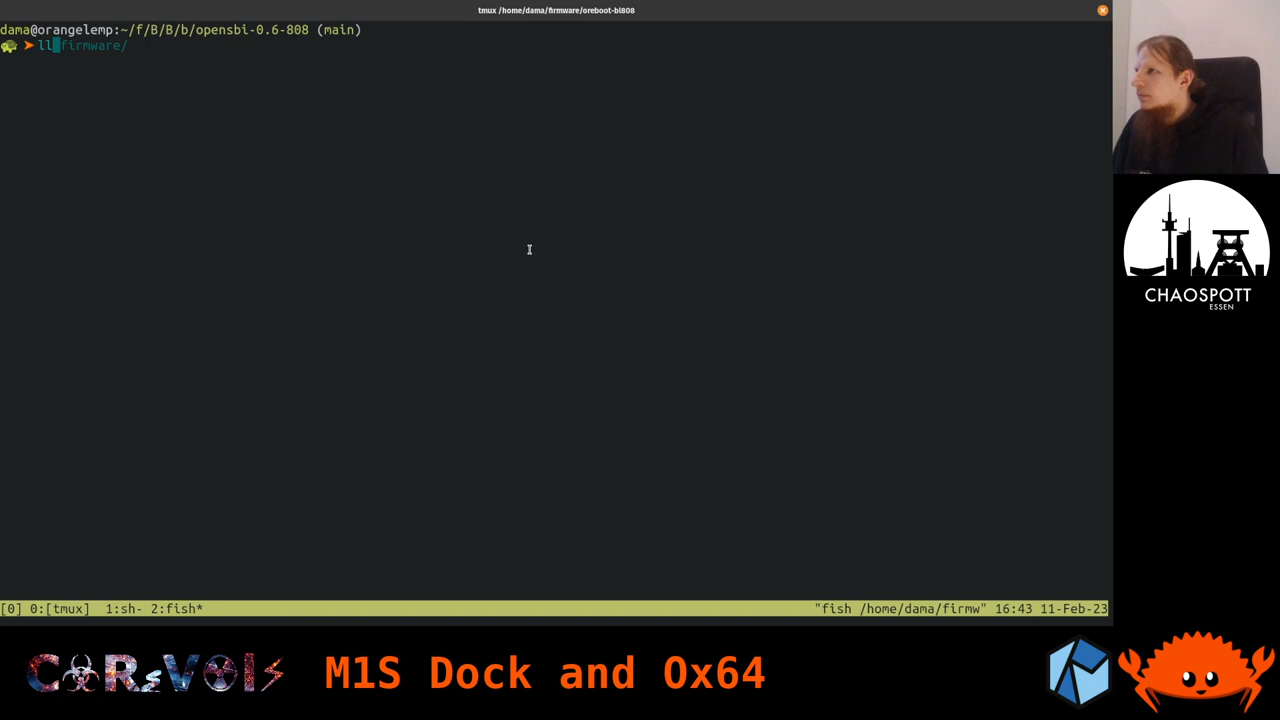 tmux /home/dama/firmware/oreboot-bl808
dama@orangelemp:~/f/B/B/b/opensbi-0.6-808 (main)
ll firmware/
CHAOSPOTT
ESSEN
[0] 0:[tmux]  1:sh- 2:fish*
"fish /home/dama/firmw" 16:43 11-Feb-23
M1S Dock and Ox64